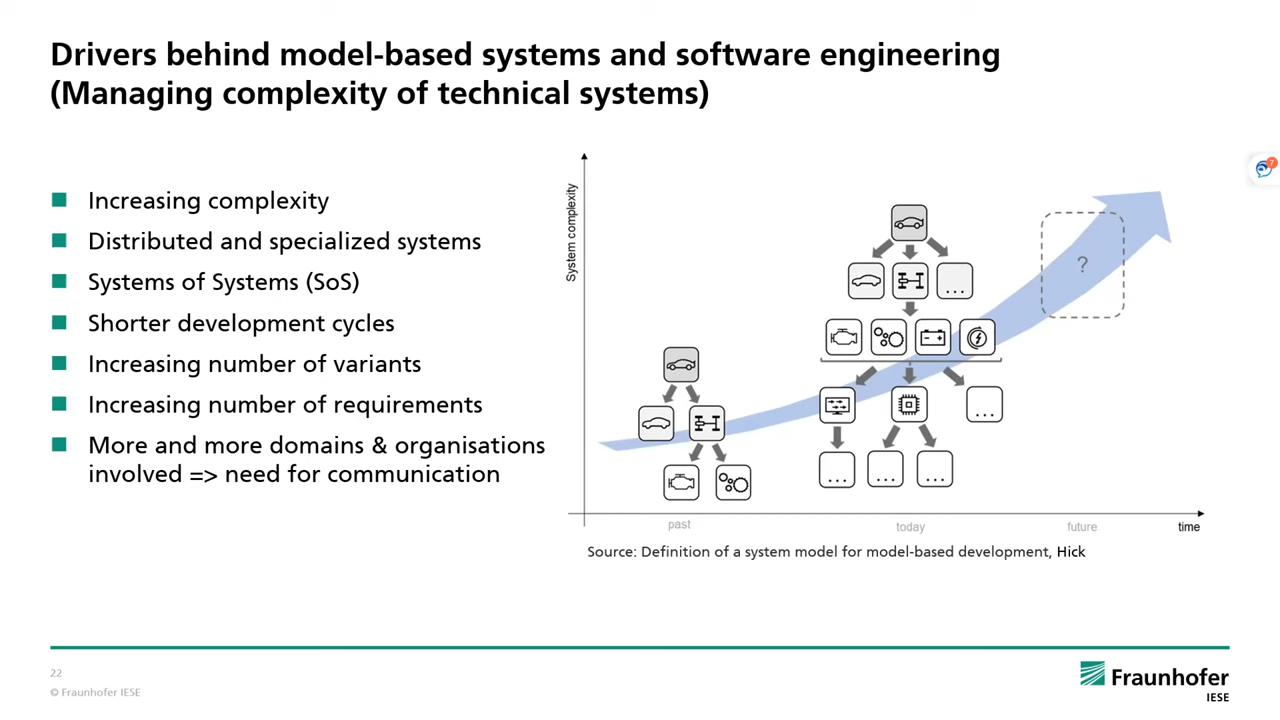 Drivers behind model-based systems and software engineering
(Managing complexity of technical systems)
Increasing complexity
Distributed and specialized systems
Systems of Systems (SoS)
Shorter development cycles
Increasing number of variants
Increasing number of requirements
More and more domains & organisations
involved => need for communication
System complexity
...
?
...
...
...
...
past
today
future
time
Source: Definition of a system model for model-based development, Hick
7
22
© Fraunhofer IESE
Fraunhofer
IESE